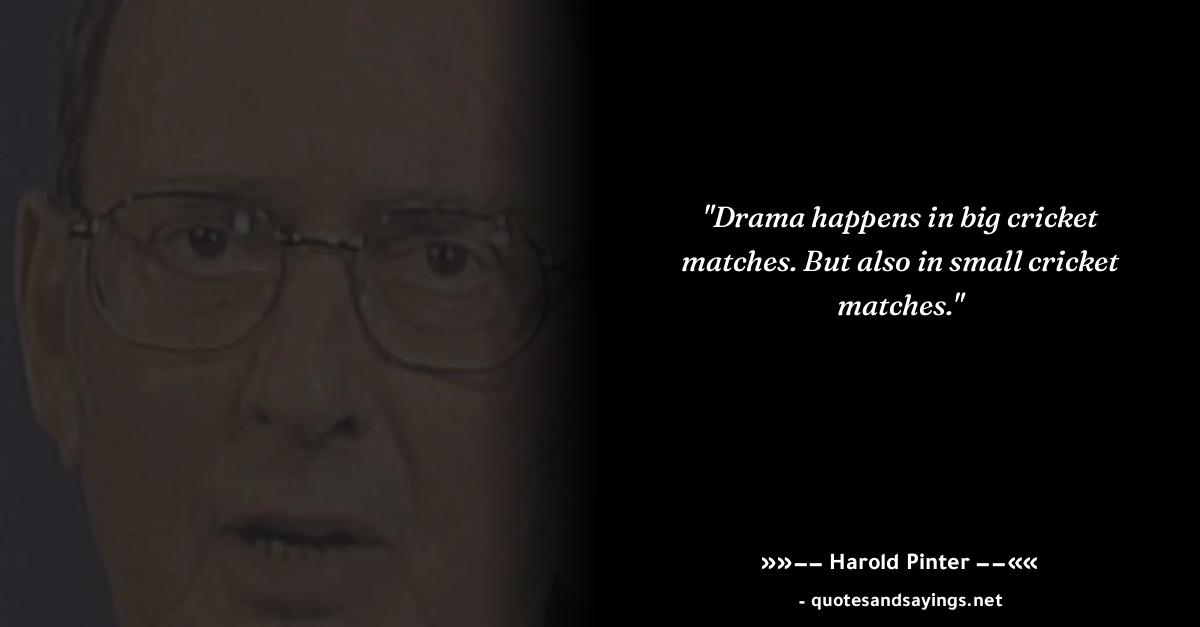 "Drama happens in big cricket
matches. But also in small cricket
matches."
»»−− Harold Pinter −−««
- quotesandsayings.net